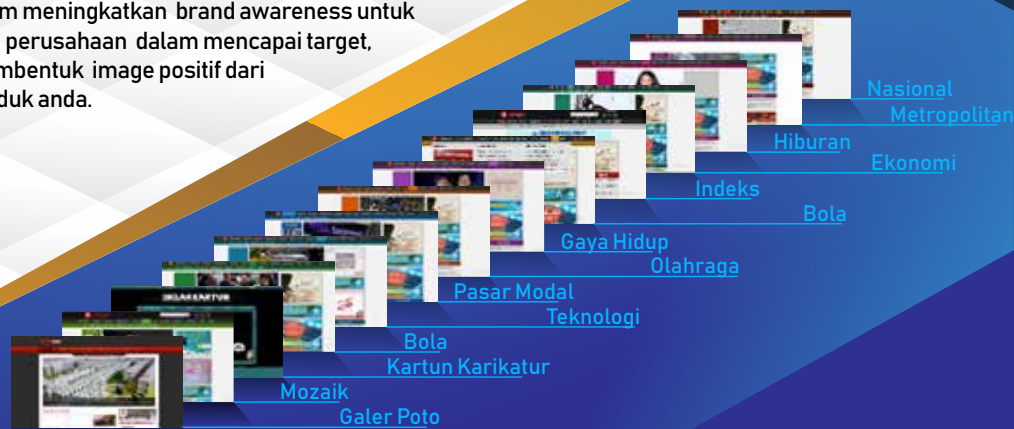 m meningkatkan brand awareness untuk
perusahaan dalam mencapai target,
mbentuk image positif dari
duk anda.
Nasional
Metropolitan
Hiburan
Ekonomi
Indeks
Bola
Gaya Hidup
Olahraga
Pasar Modal
Teknologi
Bola
Kartun Karikatur
Mozaik
Galer Poto